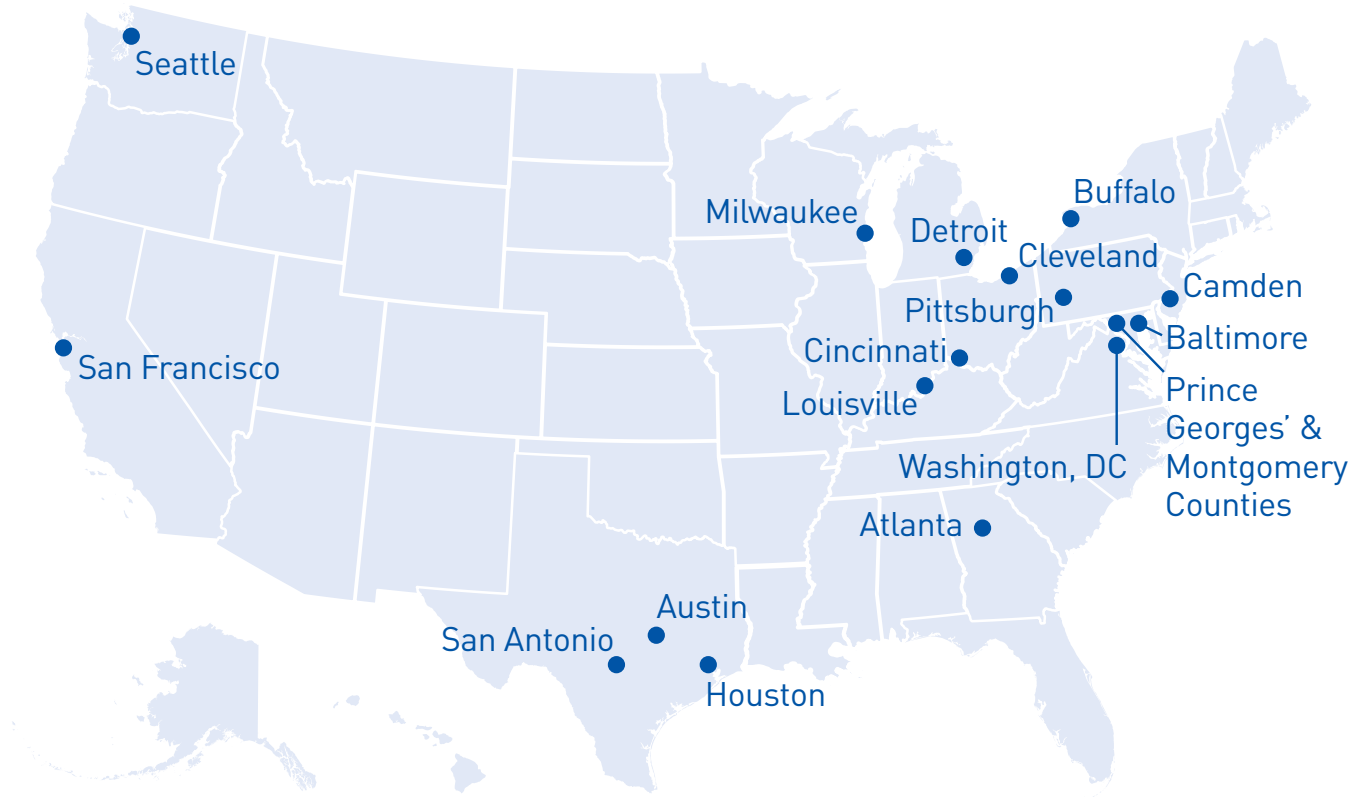 Seattle
Buffalo
Milwaukee
Detroit
Cleveland
Camden
Pittsburgh
Baltimore
Cincinnati
San Francisco
Prince
Georges’ &
Montgomery
Counties
Louisville
Washington, DC
Atlanta
Austin
San Antonio
Houston